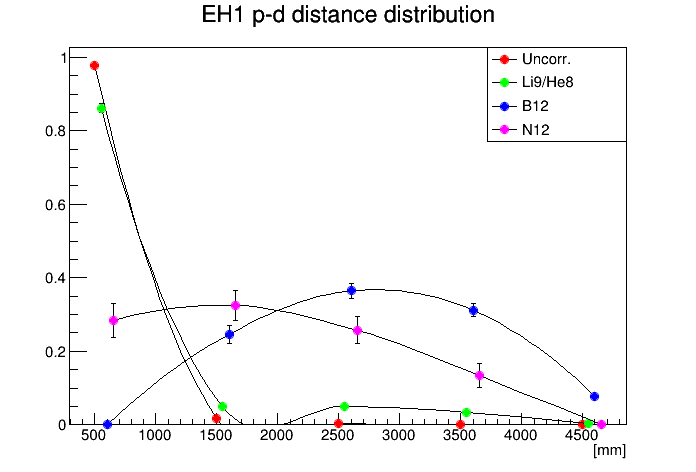 EH1 p-d distance distribution
1
0.8
0.6
0.4
0.2
0
Uncorr.
Li9/He8
B12
N12
500 1000 1500 2000 2500 3000 3500 4000 4500
[mm]